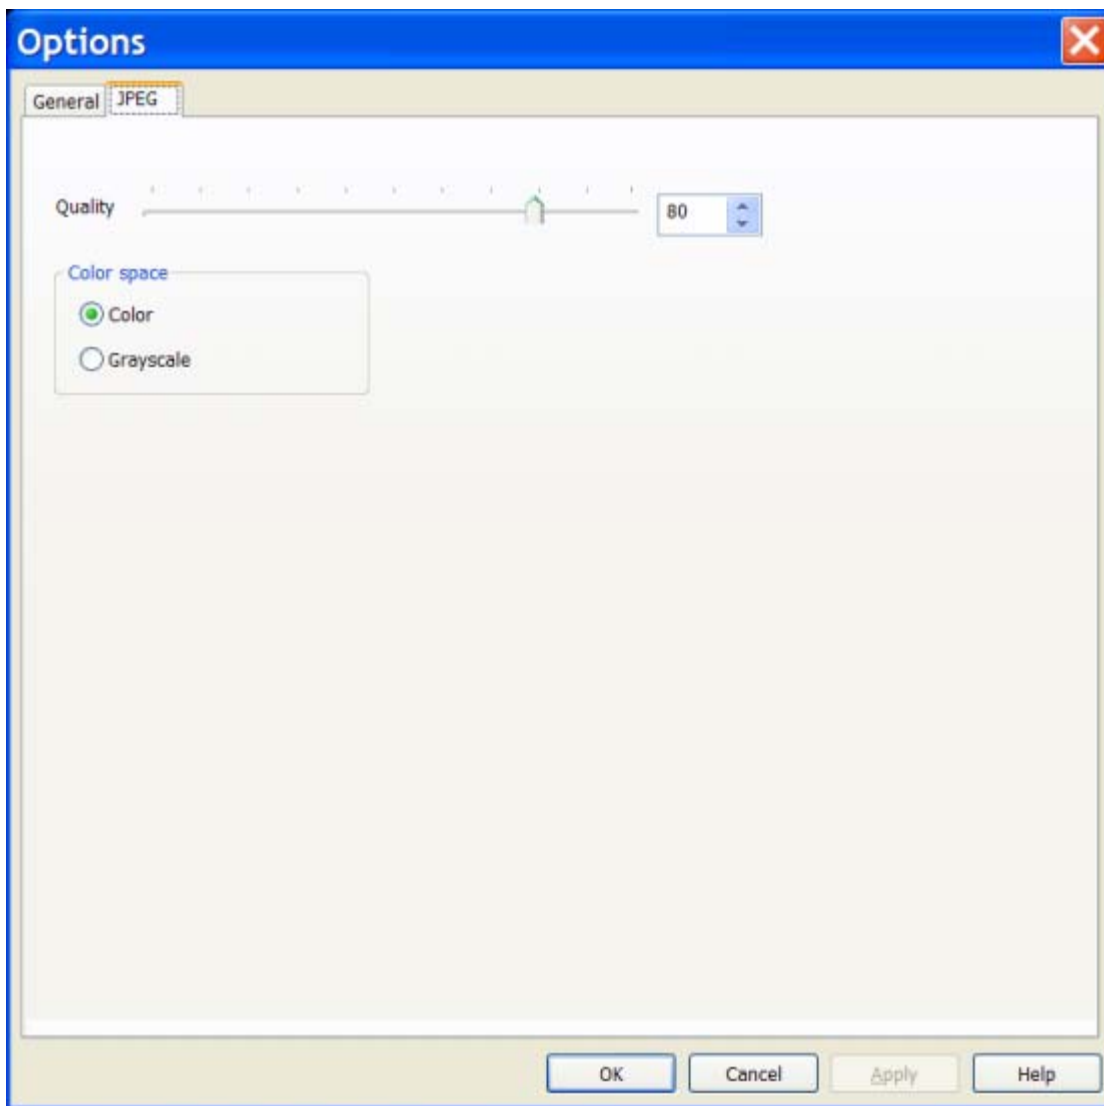 Options
General JPEG
Quality 80
Color space
Color
Grayscale
OK Cancel Apply Help